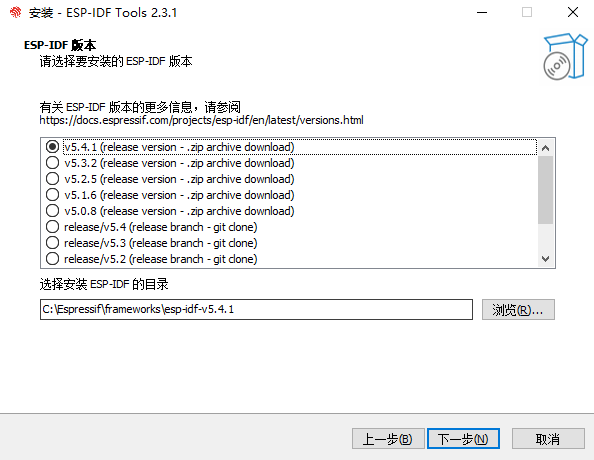 安装 - ESP-IDF Tools 2.3.1
ESP-IDF 版本
请选择要安装的 ESP-IDF 版本
有关 ESP-IDF 版本的更多信息，请参阅
https://docs.espressif.com/projects/esp-idf/en/latest/versions.html
v5.4.1 (release version - .zip archive download)
v5.3.2 (release version - .zip archive download)
v5.2.5 (release version - .zip archive download)
v5.1.6 (release version - .zip archive download)
v5.0.8 (release version - .zip archive download)
release/v5.4 (release branch - git clone)
release/v5.3 (release branch - git clone)
release/v5.2 (release branch - git clone)
选择安装 ESP-IDF 的目录
C:\Espressif\frameworks\esp-idf-v5.4.1
浏览(R)...
上一步(B)
下一步(N)
取消